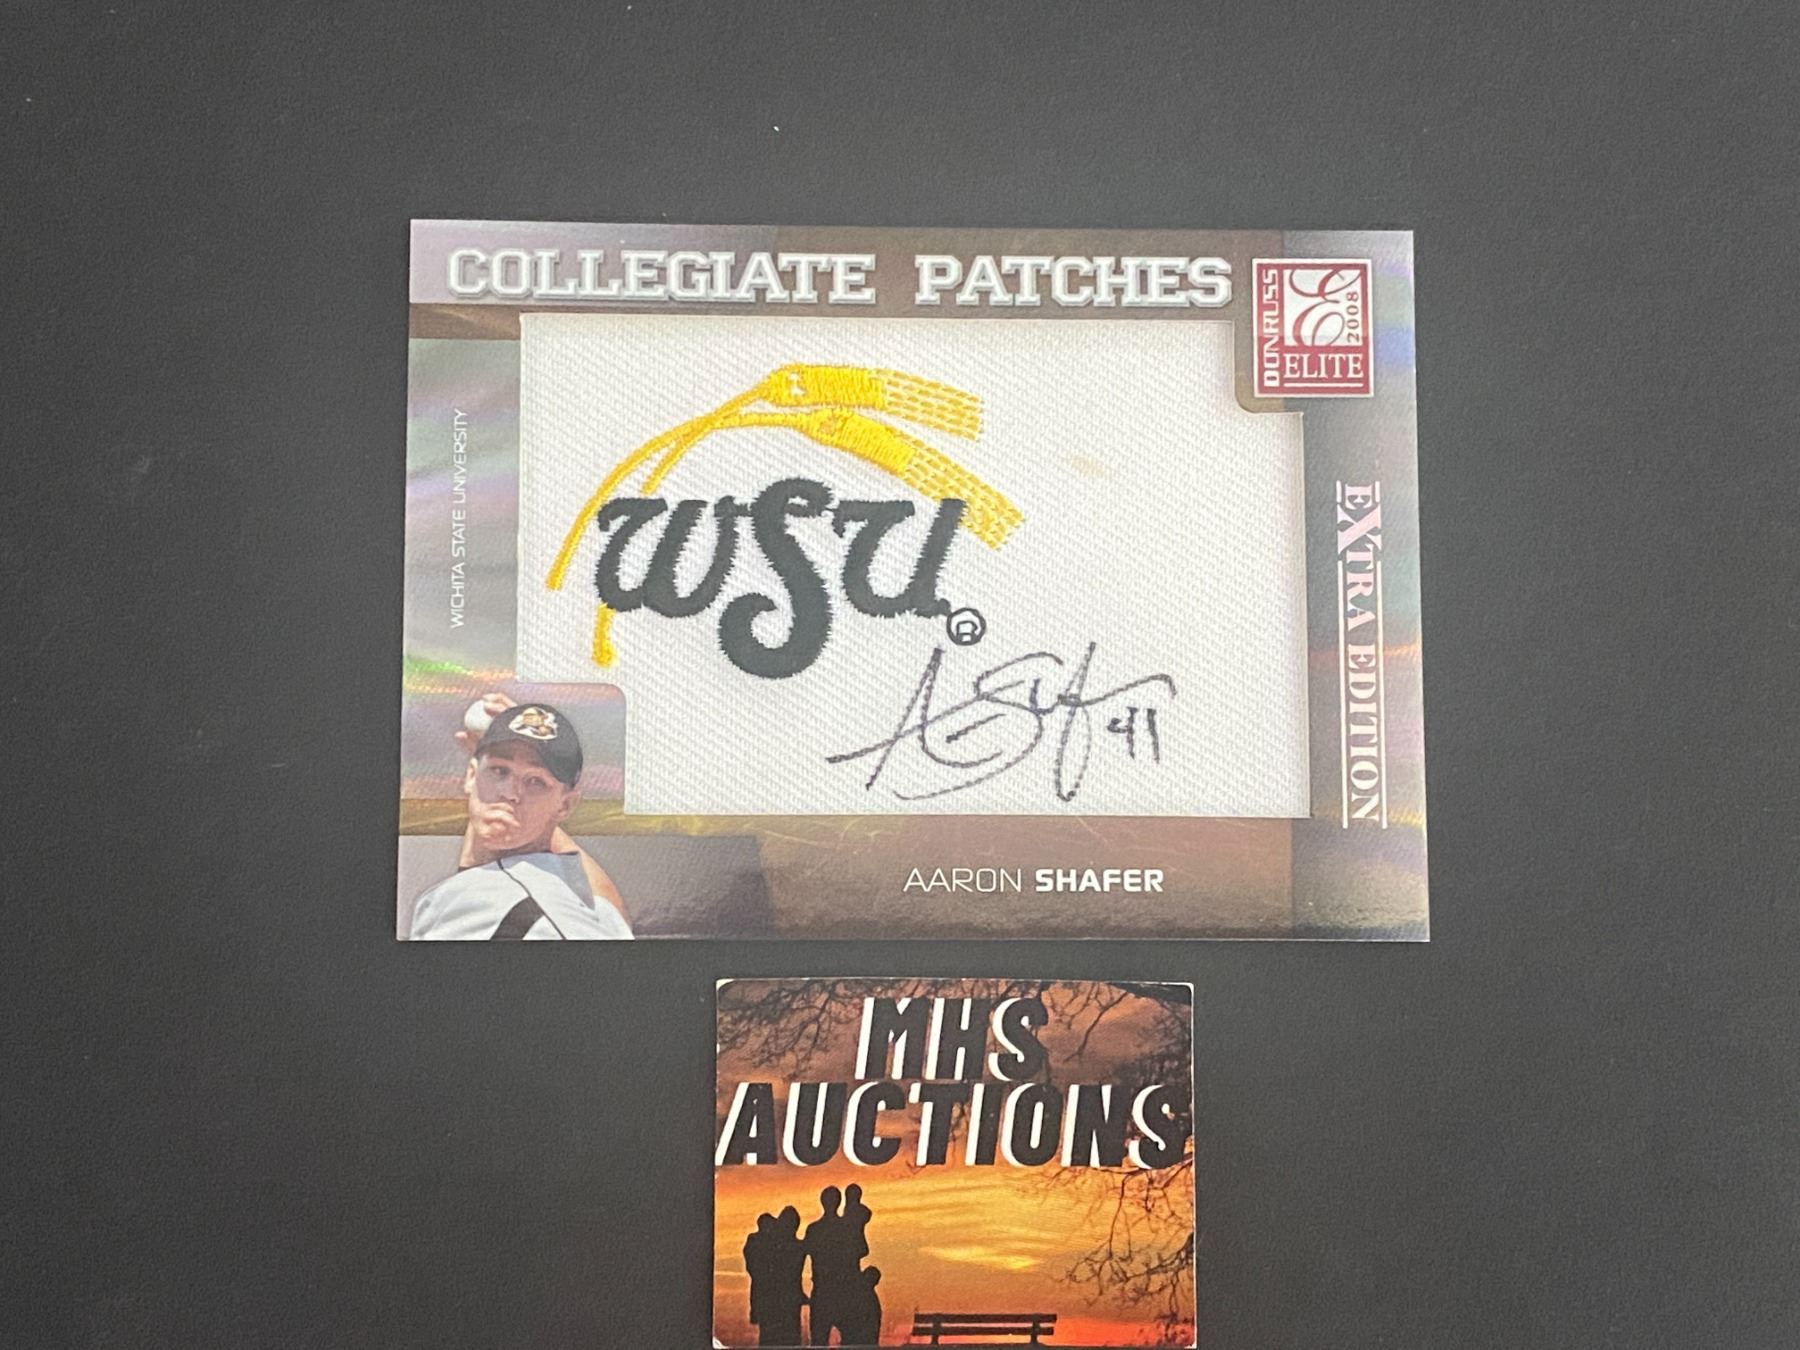 COLLEGIATE PATCHES
DONRUSS
ELITE
2008
WICHITA STATE UNIVERSITY
WSU
R
EXTRA EDITION
41
AARON SHAFER
MHS
AUCTIONS